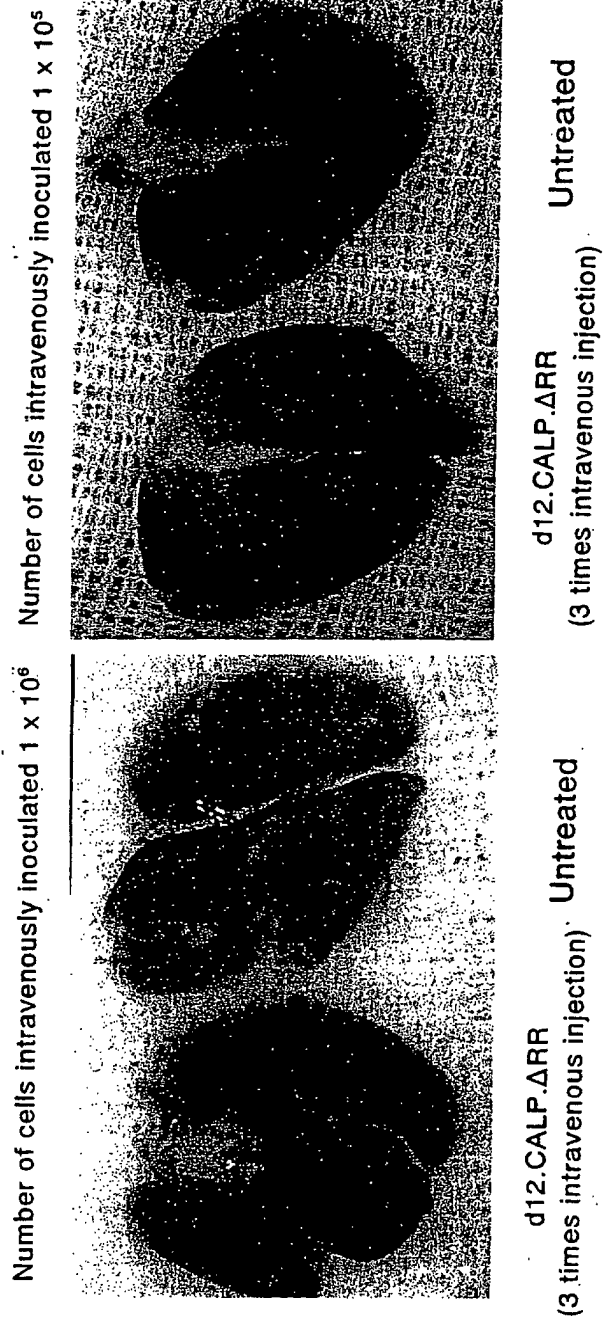 Number of cells intravenously inoculated 1 x 10⁶
d12.CALP.ΔRR
(3 times intravenous injection)
Untreated
Number of cells intravenously inoculated 1 x 10⁵
d12.CALP.ΔRR
(3 times intravenous injection)
Untreated